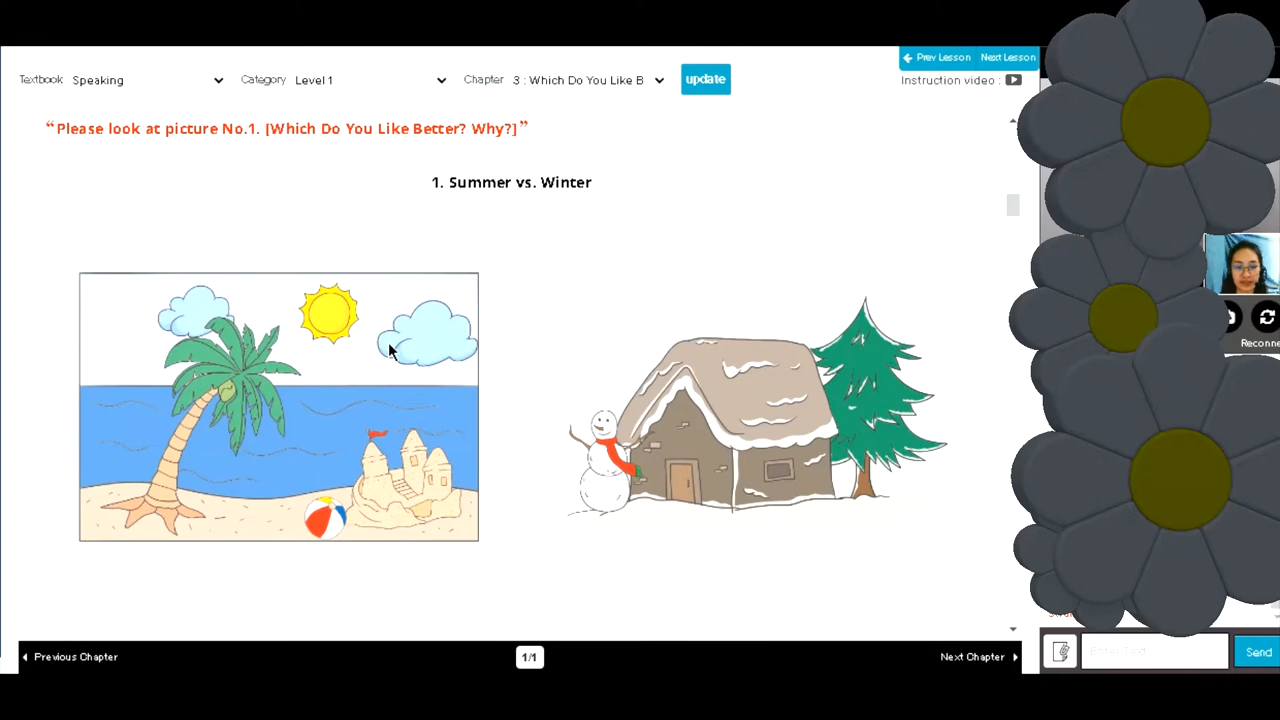 Prev Lesson Next Lesson
Textbook Speaking Category Level 1 Chapter 3 : Which Do You Like B update Instruction video :
“Please look at picture No.1. [Which Do You Like Better? Why?]”
1. Summer vs. Winter
Reconne
Previous Chapter 1/1 Next Chapter
Enter Text Send